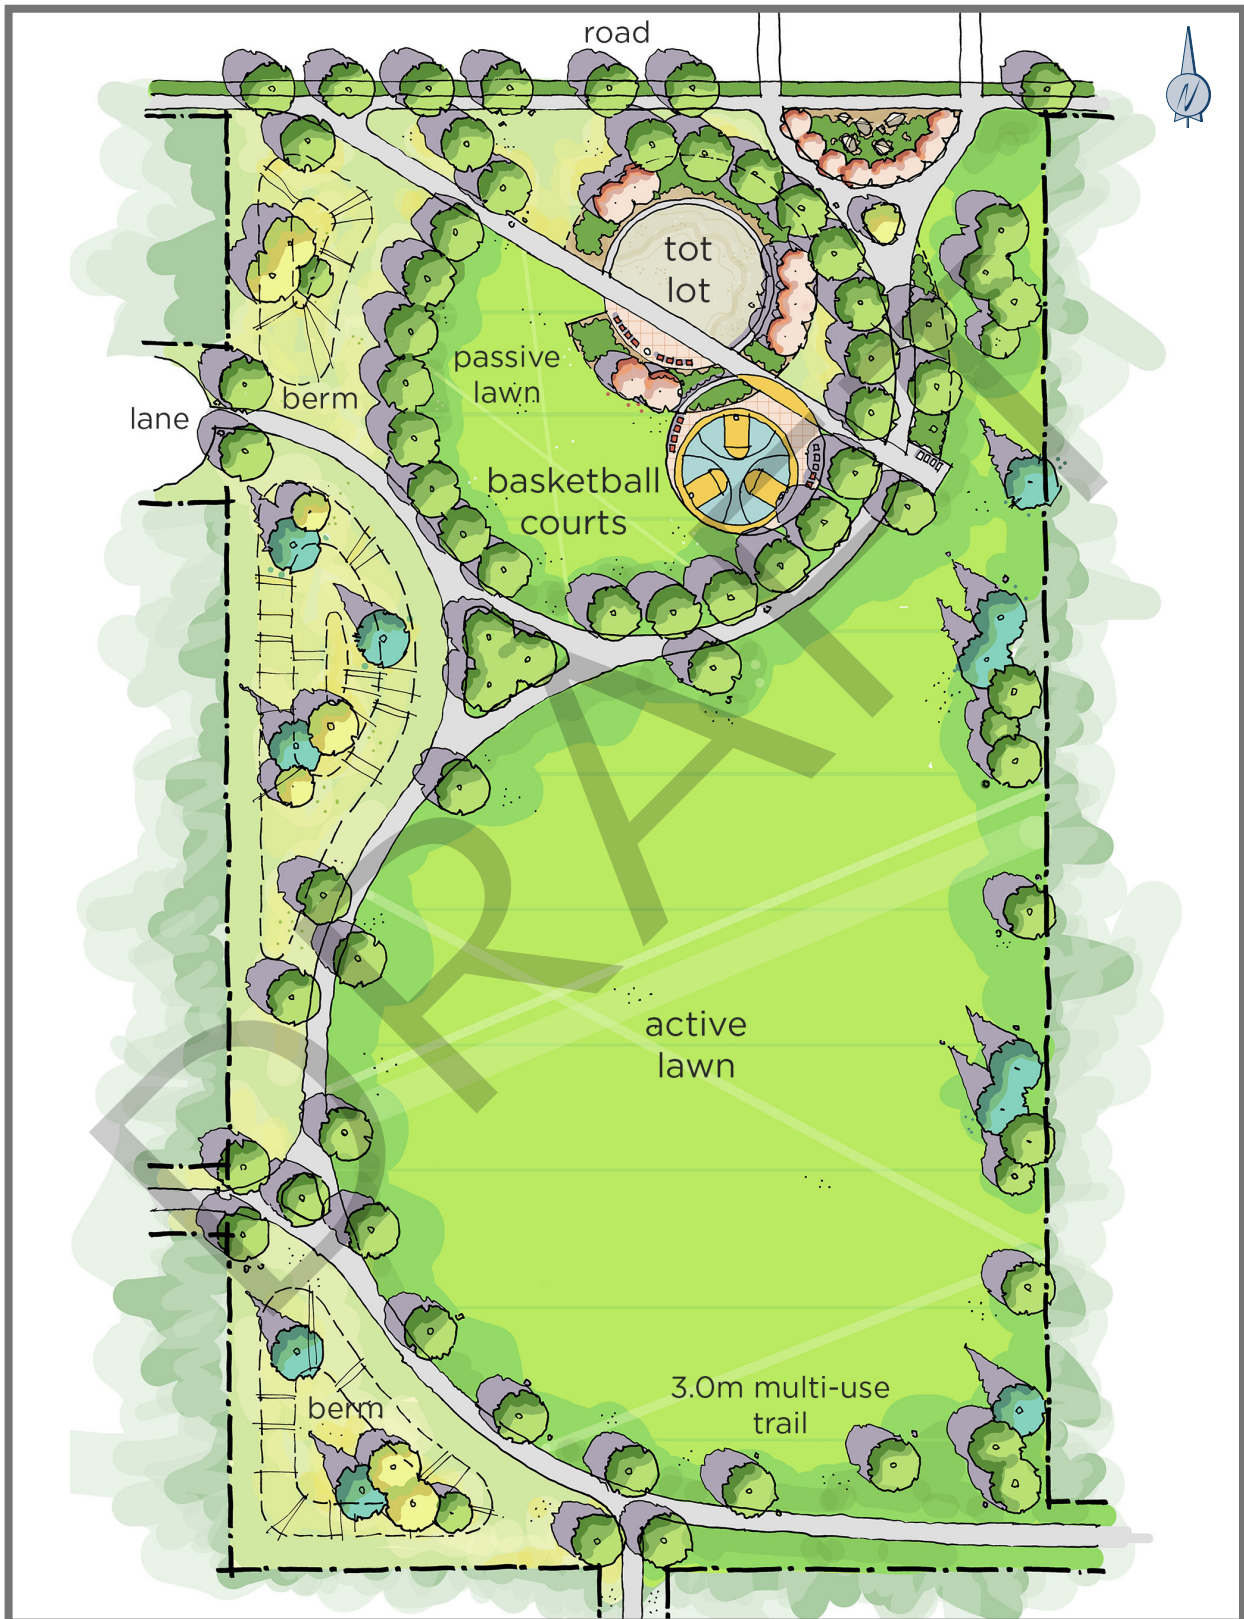 road
N
tot
lot
passive
lawn
berm
lane
basketball
courts
active
lawn
3.0m multi-use
trail
berm
DRAFT